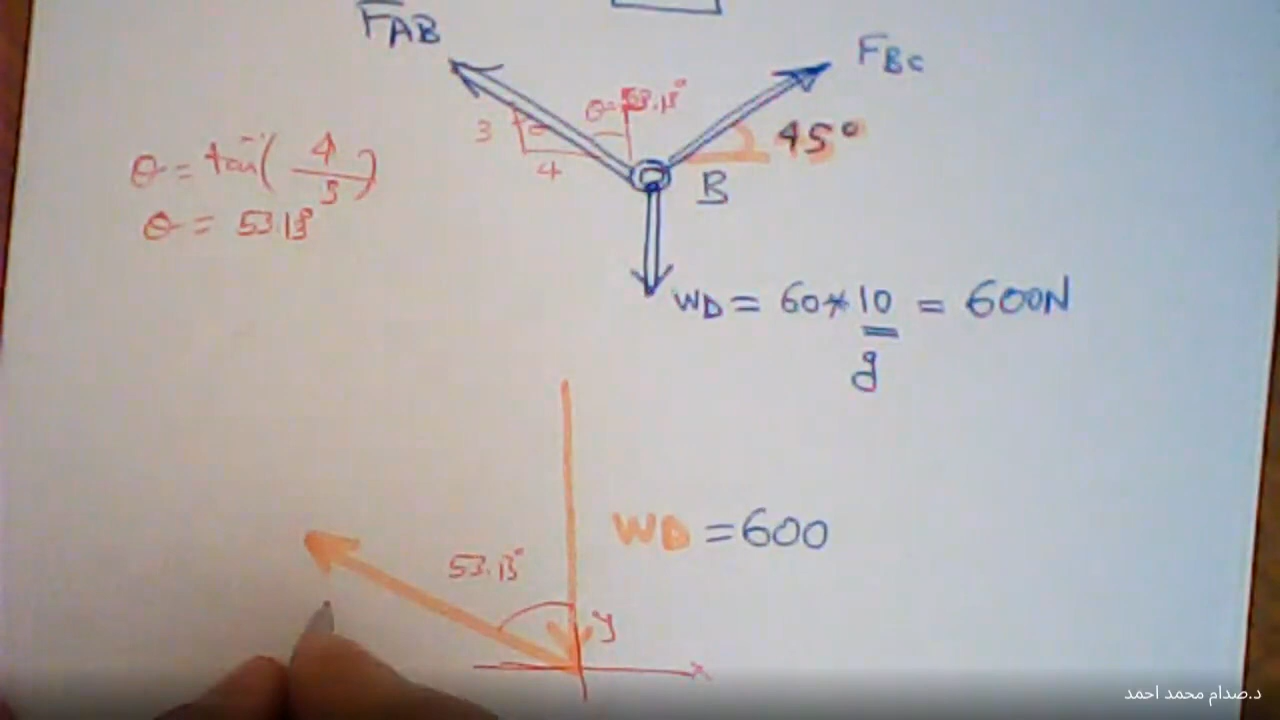 FAB
FBC
θ = 53.13°
3
θ
4
45°
B
θ = tan⁻¹(4/3)
θ = 53.13°
WD = 60*10 = 600N
g
WD = 600
53.13°
y
x
د.صدام محمد احمد